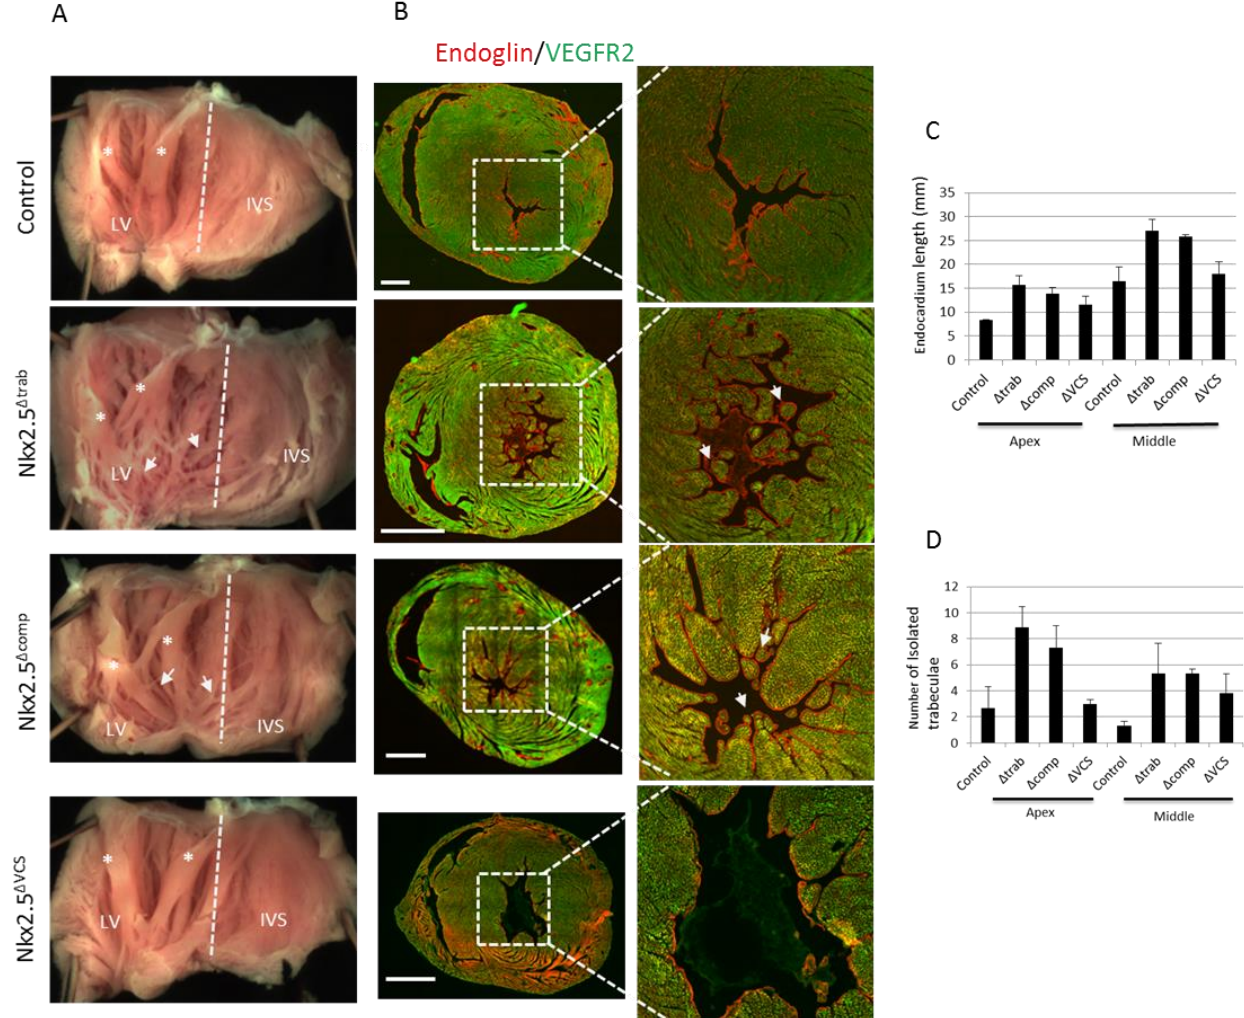 A
B
Endoglin/VEGFR2
Control
* *
LV
IVS
Nkx2.5Δtrab
* *
LV
IVS
Nkx2.5Δcomp
* *
LV
IVS
Nkx2.5ΔVCS
* *
LV
IVS
C
Endocardium length (mm)
35
30
25
20
15
10
5
0
Control Δtrab Δcomp ΔVCS Control Δtrab Δcomp ΔVCS
Apex Middle
D
Number of Isolated
trabeculae
12
10
8
6
4
2
0
Control Δtrab Δcomp ΔVCS Control Δtrab Δcomp ΔVCS
Apex Middle